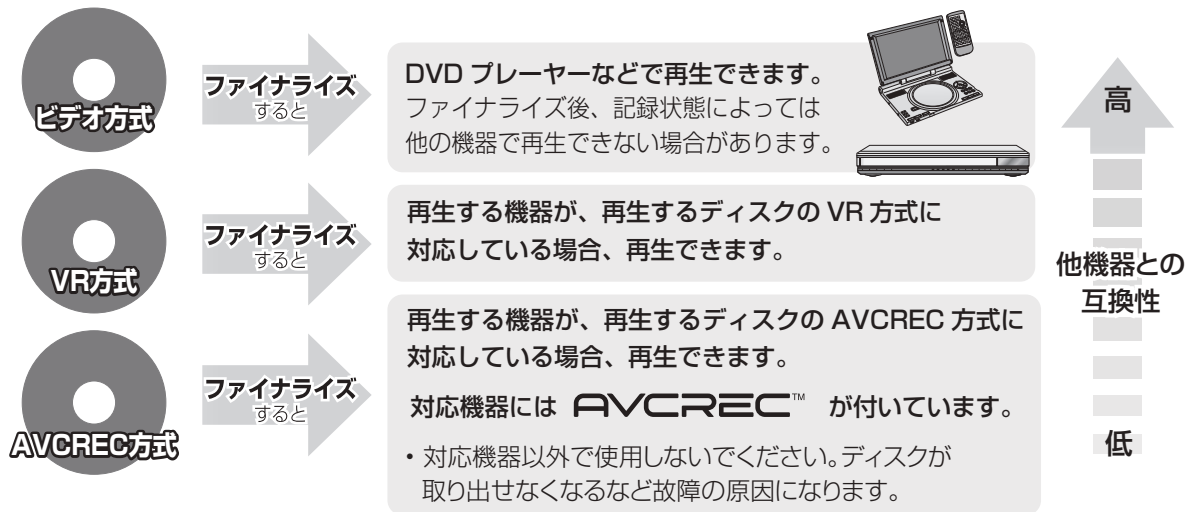 ビデオ方式
ファイナライズ
すると
DVD プレーヤーなどで再生できます。
ファイナライズ後、記録状態によっては
他の機器で再生できない場合があります。
VR方式
ファイナライズ
すると
再生する機器が、再生するディスクの VR 方式に
対応している場合、再生できます。
AVCREC方式
ファイナライズ
すると
再生する機器が、再生するディスクの AVCREC 方式に
対応している場合、再生できます。
対応機器には AVCREC™ が付いています。
・対応機器以外で使用しないでください。ディスクが
取り出せなくなるなど故障の原因になります。
高
他機器との
互換性
低